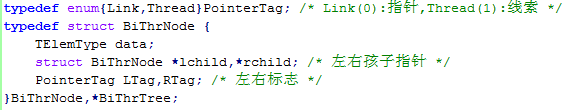 typedef enum{Link,Thread}PointerTag; /* Link(0):指针,Thread(1):线索 */
typedef struct BiThrNode {
    TElemType data;
    struct BiThrNode *lchild,*rchild; /* 左右孩子指针 */
    PointerTag LTag,RTag; /* 左右标志 */
}BiThrNode,*BiThrTree;